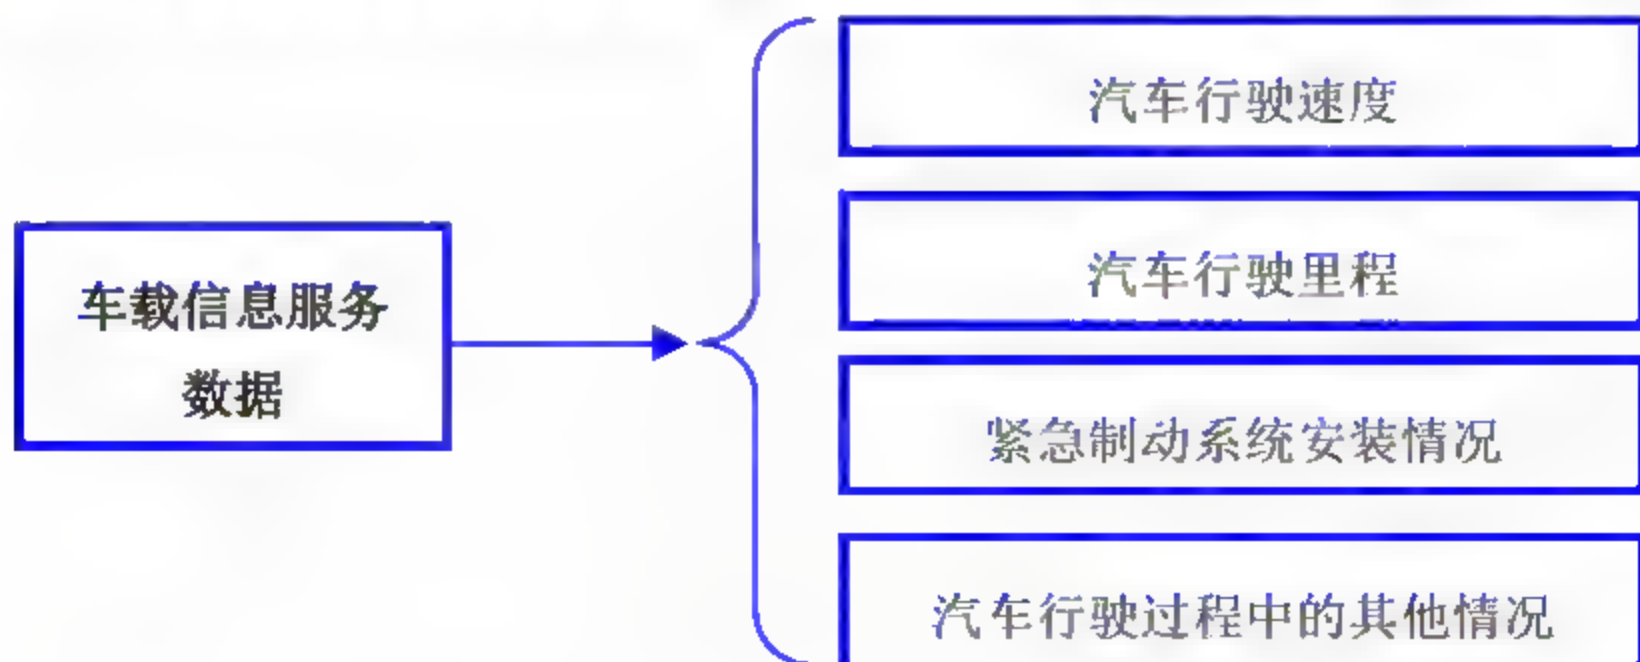 汽车行驶速度
汽车行驶里程
车载信息服务
数据
紧急制动系统安装情况
汽车行驶过程中的其他情况